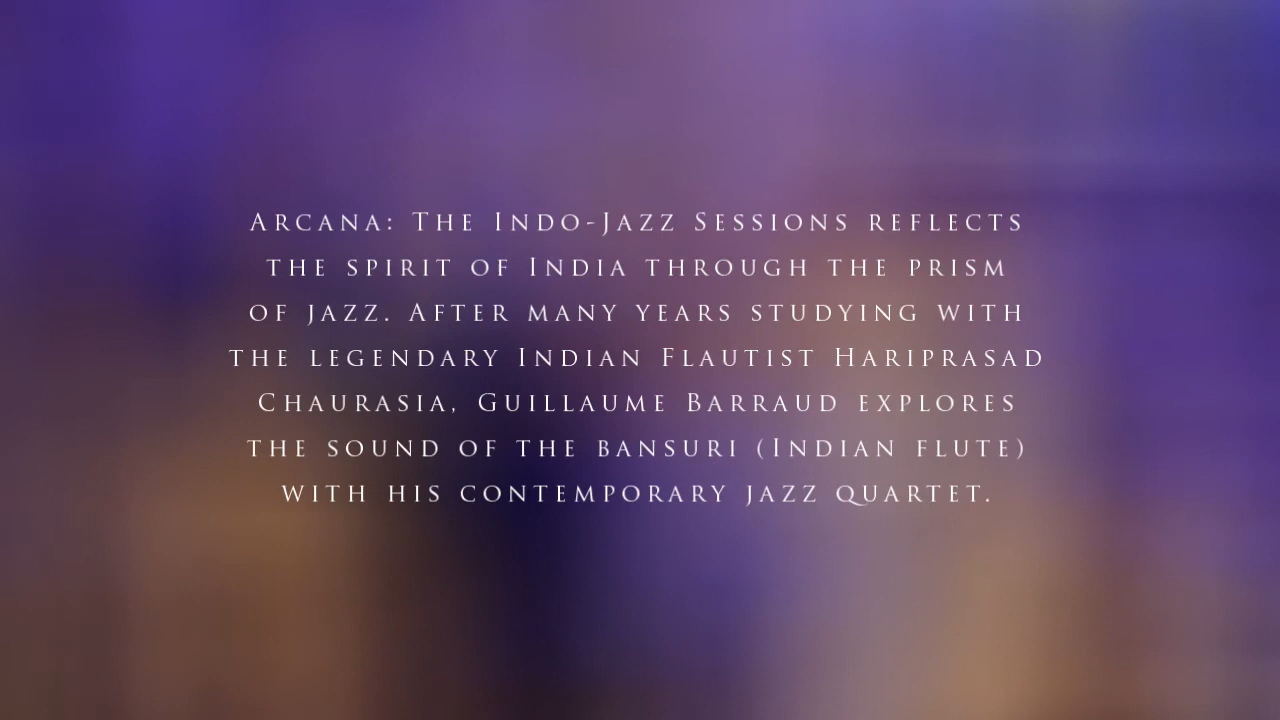 Arcana: The Indo-Jazz Sessions reflects
the spirit of India through the prism
of jazz. After many years studying with
the legendary Indian Flautist Hariprasad
Chaurasia, Guillaume Barraud explores
the sound of the bansuri (Indian flute)
with his contemporary jazz quartet.